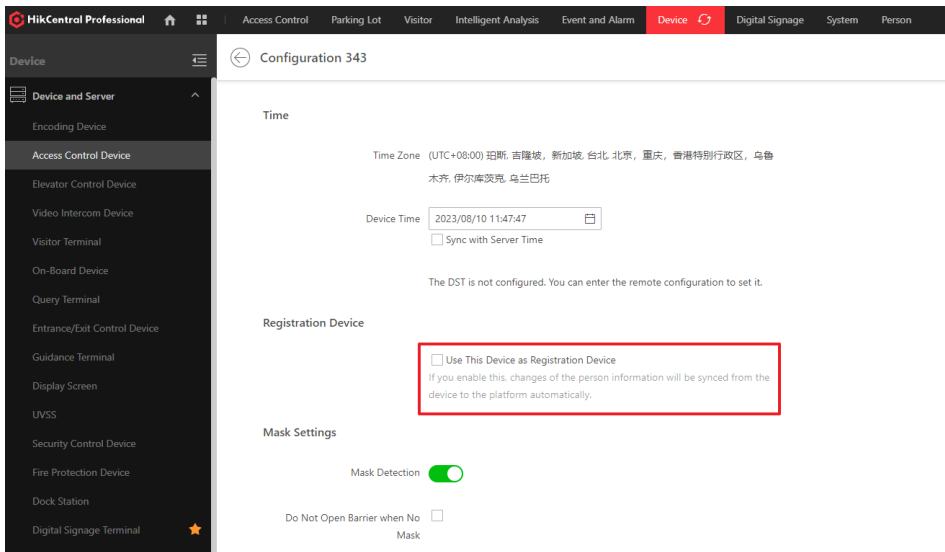 HikCentral Professional
Access Control
Parking Lot
Visitor
Intelligent Analysis
Event and Alarm
Device
Digital Signage
System
Person
Device
Configuration 343
Device and Server
Encoding Device
Access Control Device
Elevator Control Device
Video Intercom Device
Visitor Terminal
On-Board Device
Query Terminal
Entrance/Exit Control Device
Guidance Terminal
Display Screen
UVSS
Security Control Device
Fire Protection Device
Dock Station
Digital Signage Terminal
Time
Time Zone (UTC+08:00) 珀斯, 吉隆坡，新加坡, 台北, 北京，重庆，香港特别行政区，乌鲁
木齐, 伊尔库茨克, 乌兰巴托
Device Time 2023/08/10 11:47:47
Sync with Server Time
The DST is not configured. You can enter the remote configuration to set it.
Registration Device
Use This Device as Registration Device
If you enable this, changes of the person information will be synced from the
device to the platform automatically.
Mask Settings
Mask Detection
Do Not Open Barrier when No
Mask